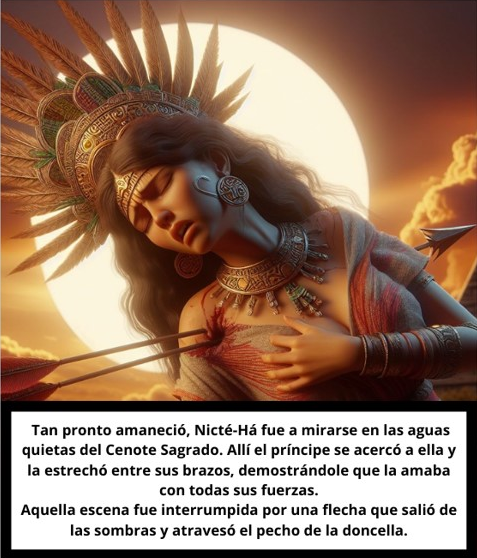 Tan pronto amaneció, Nicté-Há fue a mirarse en las aguas
quietas del Cenote Sagrado. Allí el príncipe se acercó a ella y
la estrechó entre sus brazos, demostrándole que la amaba
con todas sus fuerzas.
Aquella escena fue interrumpida por una flecha que salió de
las sombras y atravesó el pecho de la doncella.